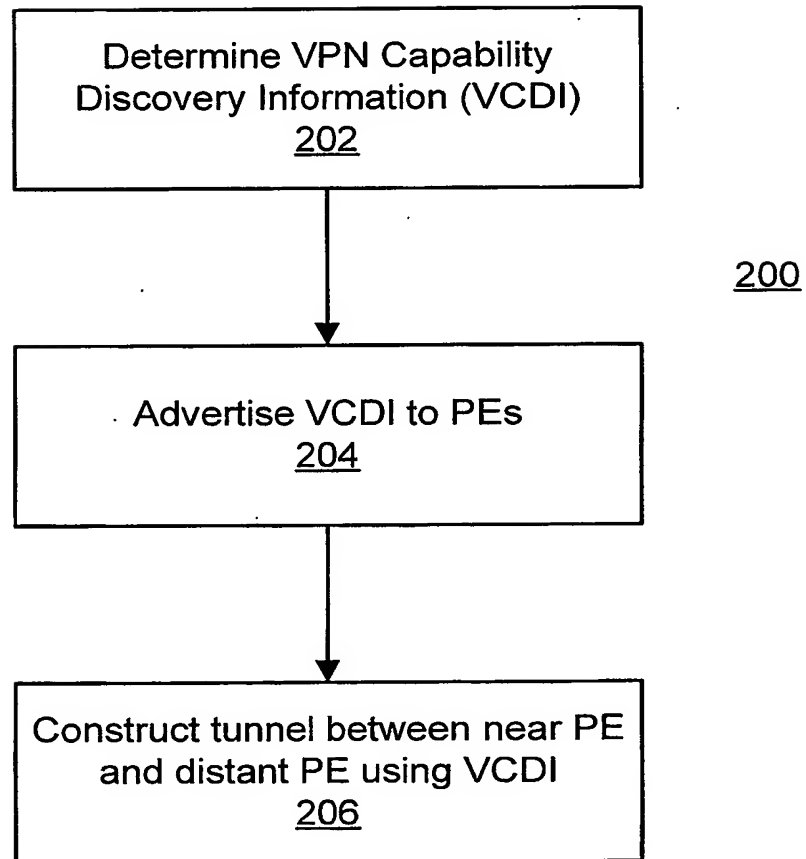 Determine VPN Capability
Discovery Information (VCDI)
202
200
Advertise VCDI to PEs
204
Construct tunnel between near PE
and distant PE using VCDI
206